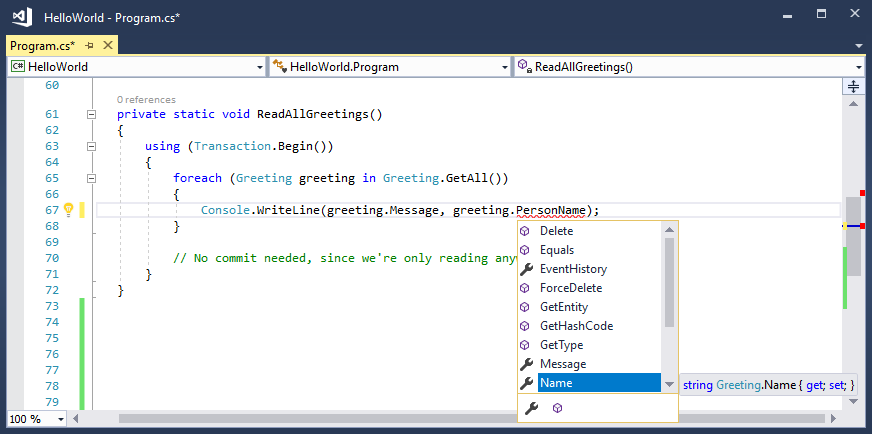 HelloWorld - Program.cs*
Program.cs*
C# HelloWorld HelloWorld.Program ReadAllGreetings()
60
0 references
61 private static void ReadAllGreetings()
62 {
63 using (Transaction.Begin())
64 {
65 foreach (Greeting greeting in Greeting.GetAll())
66 {
67 Console.WriteLine(greeting.Message, greeting.PersonName);
68 }
69
70 // No commit needed, since we're only reading
71 }
72 }
73
74
75
76
77
78
79
Delete
Equals
EventHistory
ForceDelete
GetEntity
GetHashCode
GetType
Message
Name
string Greeting.Name { get; set; }
100 %